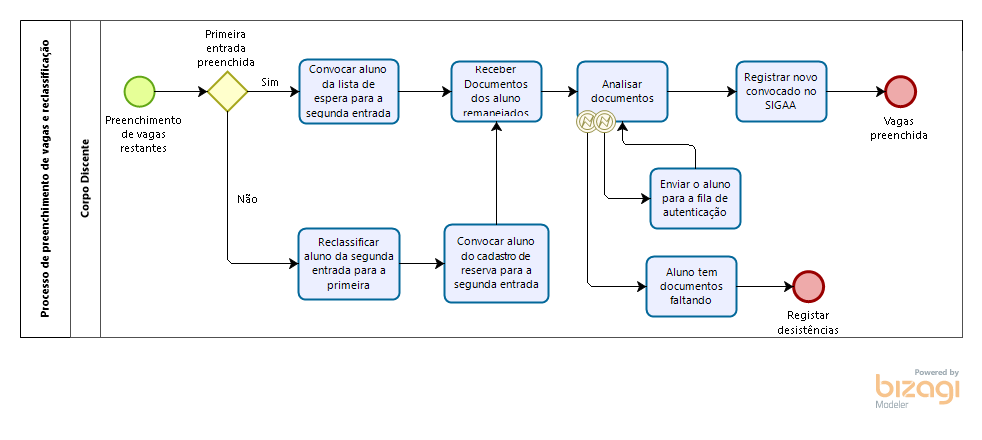 Processo de preenchimento de vagas e reclassificação
Corpo Discente
Preenchimento
de vagas
restantes
Primeira
entrada
preenchida
Sim
Não
Convocar aluno
da lista de
espera para a
segunda entrada
Receber
Documentos
dos aluno
remanejados
Analisar
documentos
Registrar novo
convocado no
SIGAA
Vagas
preenchida
Enviar o aluno
para a fila de
autenticação
Reclassificar
aluno da segunda
entrada para a
primeira
Convocar aluno
do cadastro de
reserva para a
segunda entrada
Aluno tem
documentos
faltando
Registar
desistências
Powered by
bizagi
Modeler